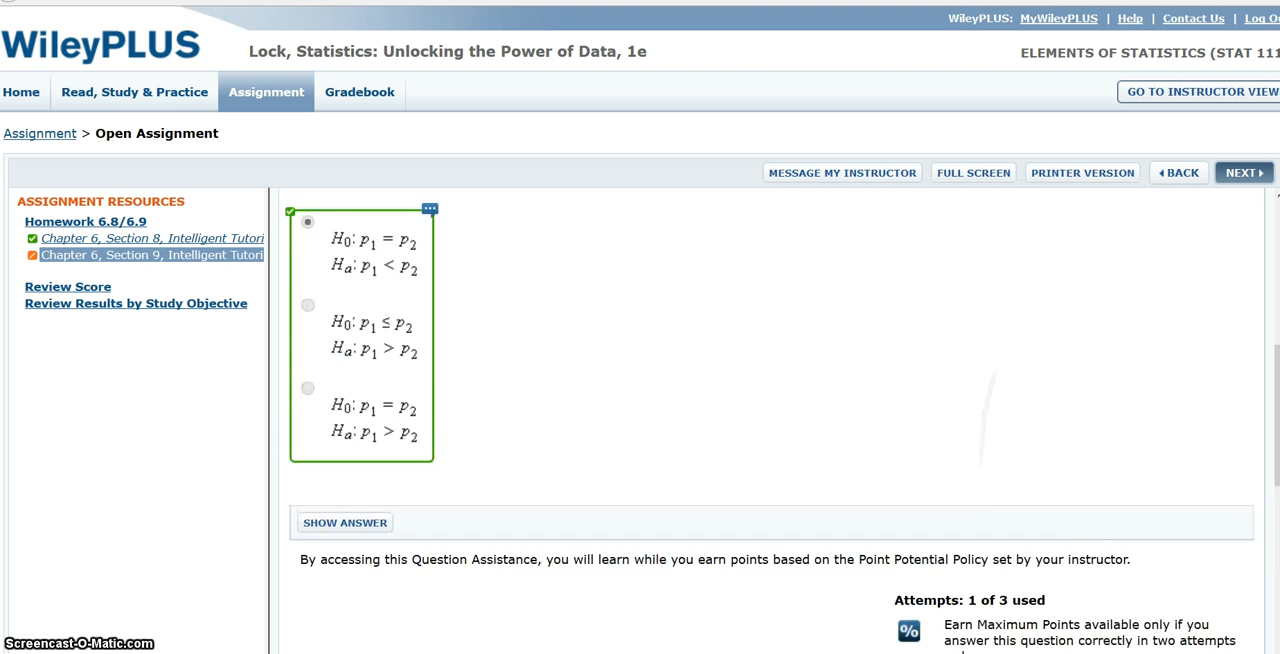 WileyPLUS: MyWileyPLUS | Help | Contact Us | Log
WileyPLUS
Lock, Statistics: Unlocking the Power of Data, 1e
ELEMENTS OF STATISTICS (STAT 111
Home Read, Study & Practice Assignment Gradebook
GO TO INSTRUCTOR VIEW
Assignment > Open Assignment
MESSAGE MY INSTRUCTOR FULL SCREEN PRINTER VERSION BACK NEXT
ASSIGNMENT RESOURCES
Homework 6.8/6.9
Chapter 6, Section 8, Intelligent Tutori
Chapter 6, Section 9, Intelligent Tutori
Review Score
Review Results by Study Objective
H₀: p₁ = p₂
Hₐ: p₁ < p₂
H₀: p₁ ≤ p₂
Hₐ: p₁ > p₂
H₀: p₁ = p₂
Hₐ: p₁ > p₂
SHOW ANSWER
By accessing this Question Assistance, you will learn while you earn points based on the Point Potential Policy set by your instructor.
Attempts: 1 of 3 used
%
Earn Maximum Points available only if you
answer this question correctly in two attempts
Screencast-O-Matic.com